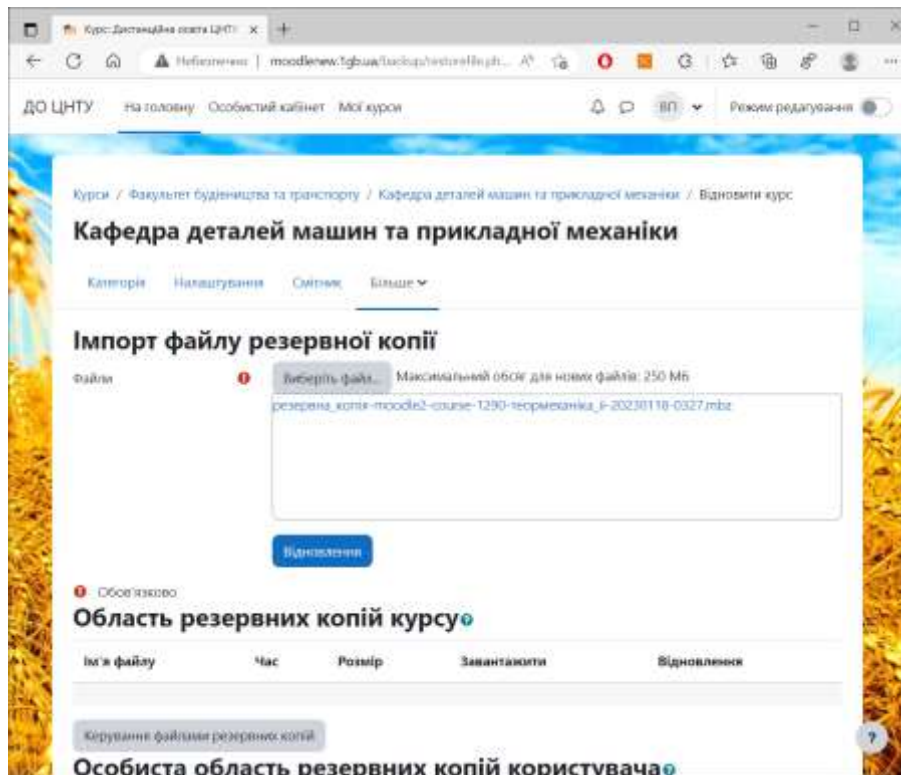 Курс: Дистанційна освіта ЦНТУ
Небезпечно | moodlenew.1gb.ua/backup/restorefile.ph...
ДО ЦНТУ На головну Особистий кабінет Мої курси ВП Режим редагування
Курси / Факультет будівництва та транспорту / Кафедра деталей машин та прикладної механіки / Відновити курс
Кафедра деталей машин та прикладної механіки
Категорія Налаштування Смітник Більше
Імпорт файлу резервної копії
Файли Виберіть файл... Максимальний обсяг для нових файлів: 250 Мб
резервна_копія-moodle2-course-1290-теормеханіка_іі-20230118-0327.mbz
Відновлення
Обов'язково
Область резервних копій курсу
Ім'я файлу Час Розмір Завантажити Відновлення
Керування файлами резервних копій
Особиста область резервних копій користувача